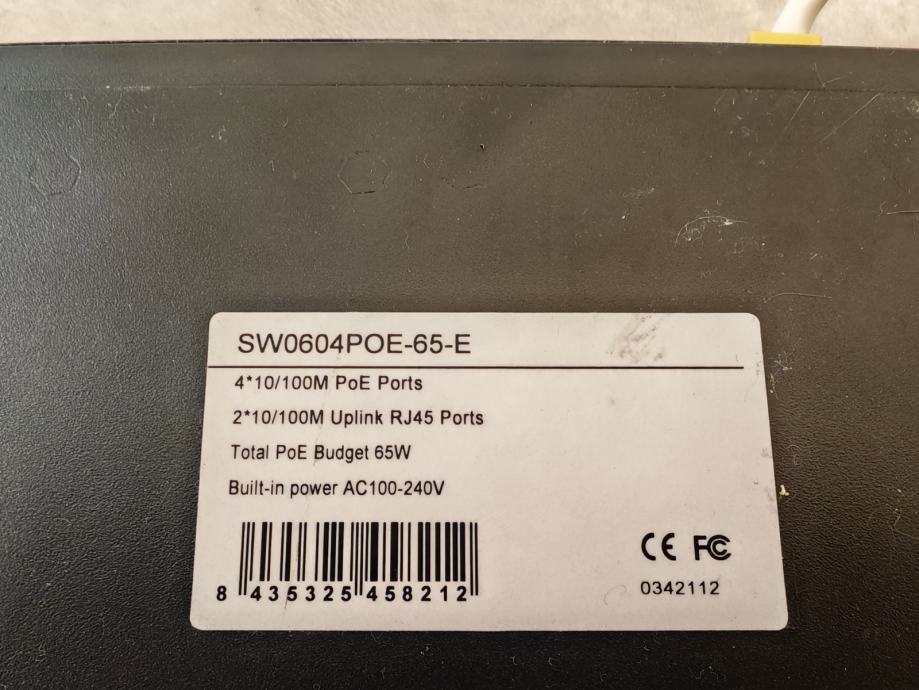 SW0604POE-65-E
4*10/100M PoE Ports
2*10/100M Uplink RJ45 Ports
Total PoE Budget 65W
Built-in power AC100-240V
CE FC
8 435325 458212
0342112